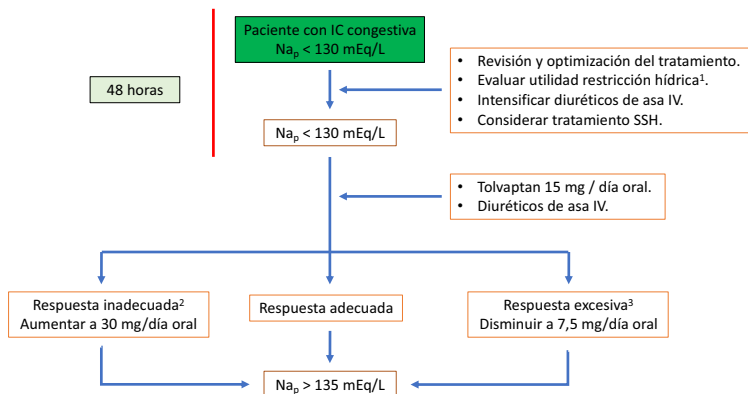 Paciente con IC congestiva
Naₚ < 130 mEq/L
48 horas
• Revisión y optimización del tratamiento.
• Evaluar utilidad restricción hídrica¹.
• Intensificar diuréticos de asa IV.
• Considerar tratamiento SSH.
Naₚ < 130 mEq/L
• Tolvaptan 15 mg / día oral.
• Diuréticos de asa IV.
Respuesta inadecuada²
Aumentar a 30 mg/día oral
Respuesta adecuada
Respuesta excesiva³
Disminuir a 7,5 mg/día oral
Naₚ > 135 mEq/L